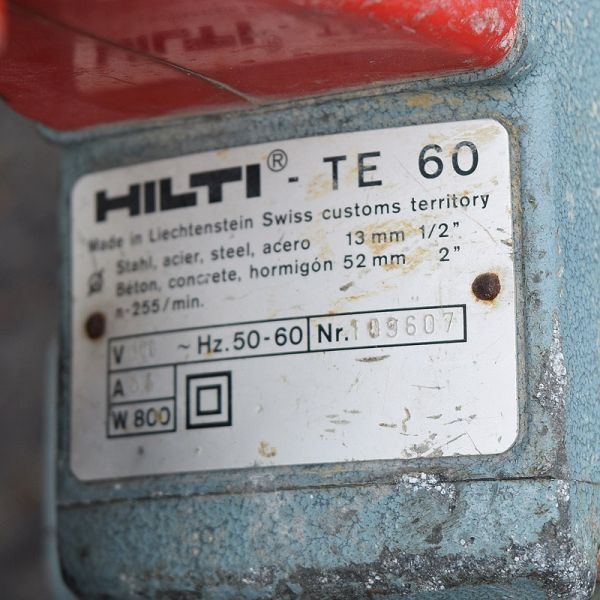 HILTI® - TE 60
Made in Liechtenstein Swiss customs territory
Stahl, acier, steel, acero 13 mm 1/2"
Béton, concrete, hormigón 52 mm 2"
n-255/min.
V ~ Hz. 50-60 Nr. 109607
A
W 800